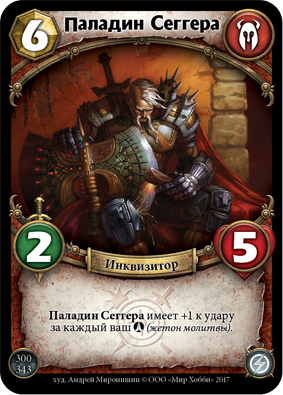 6 Паладин Сеггера
2 5
Инквизитор
Паладин Сеггера имеет +1 к удару
за каждый ваш (жетон молитвы).
300
343
худ. Андрей Миронишин © ООО «Мир Хобби» 2017